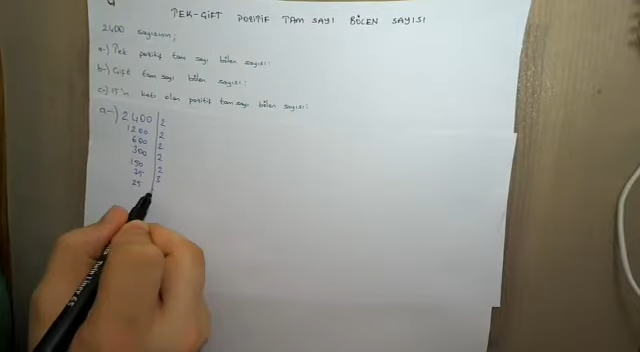 TEK-ÇİFT POZİTİF TAM SAYI BÖLEN SAYISI
2400 sayısının;
a-) Tek pozitif tam sayı bölen sayısı:
b-) Çift tam sayı bölen sayısı:
c-) 15'in katı olan pozitif tam sayı bölen sayısı:
a-) 2400 | 2
1200 | 2
600 | 2
300 | 2
150 | 2
75 | 3
25